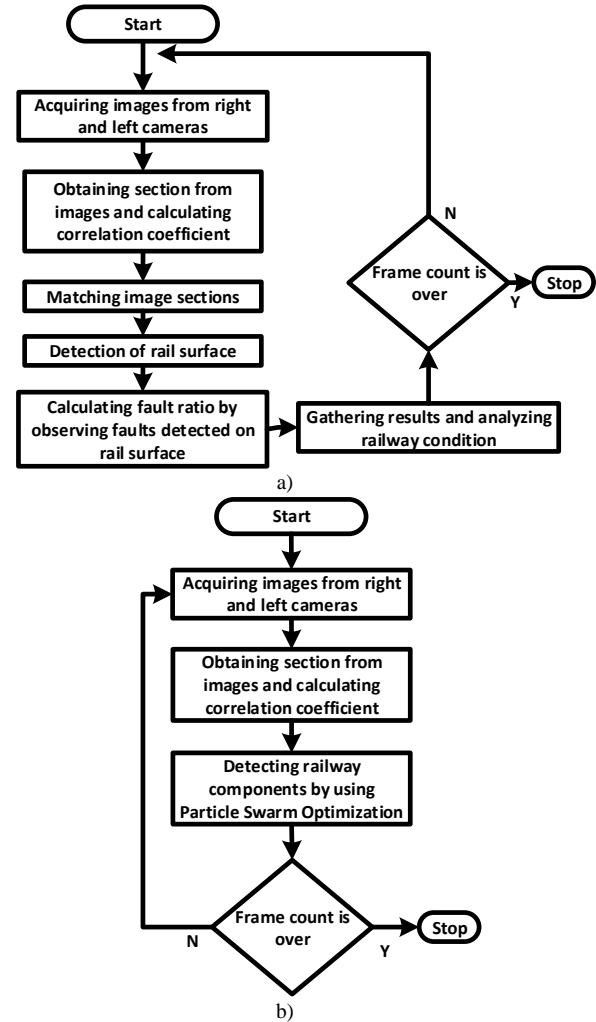 Start
Acquiring images from right
and left cameras
Obtaining section from
images and calculating
correlation coefficient
Matching image sections
Detection of rail surface
Calculating fault ratio by
observing faults detected on
rail surface
Gathering results and analyzing
railway condition
Frame count is
over
N
Y
Stop
a)
Start
Acquiring images from right
and left cameras
Obtaining section from
images and calculating
correlation coefficient
Detecting railway
components by using
Particle Swarm Optimization
Frame count is
over
N
Y
Stop
b)